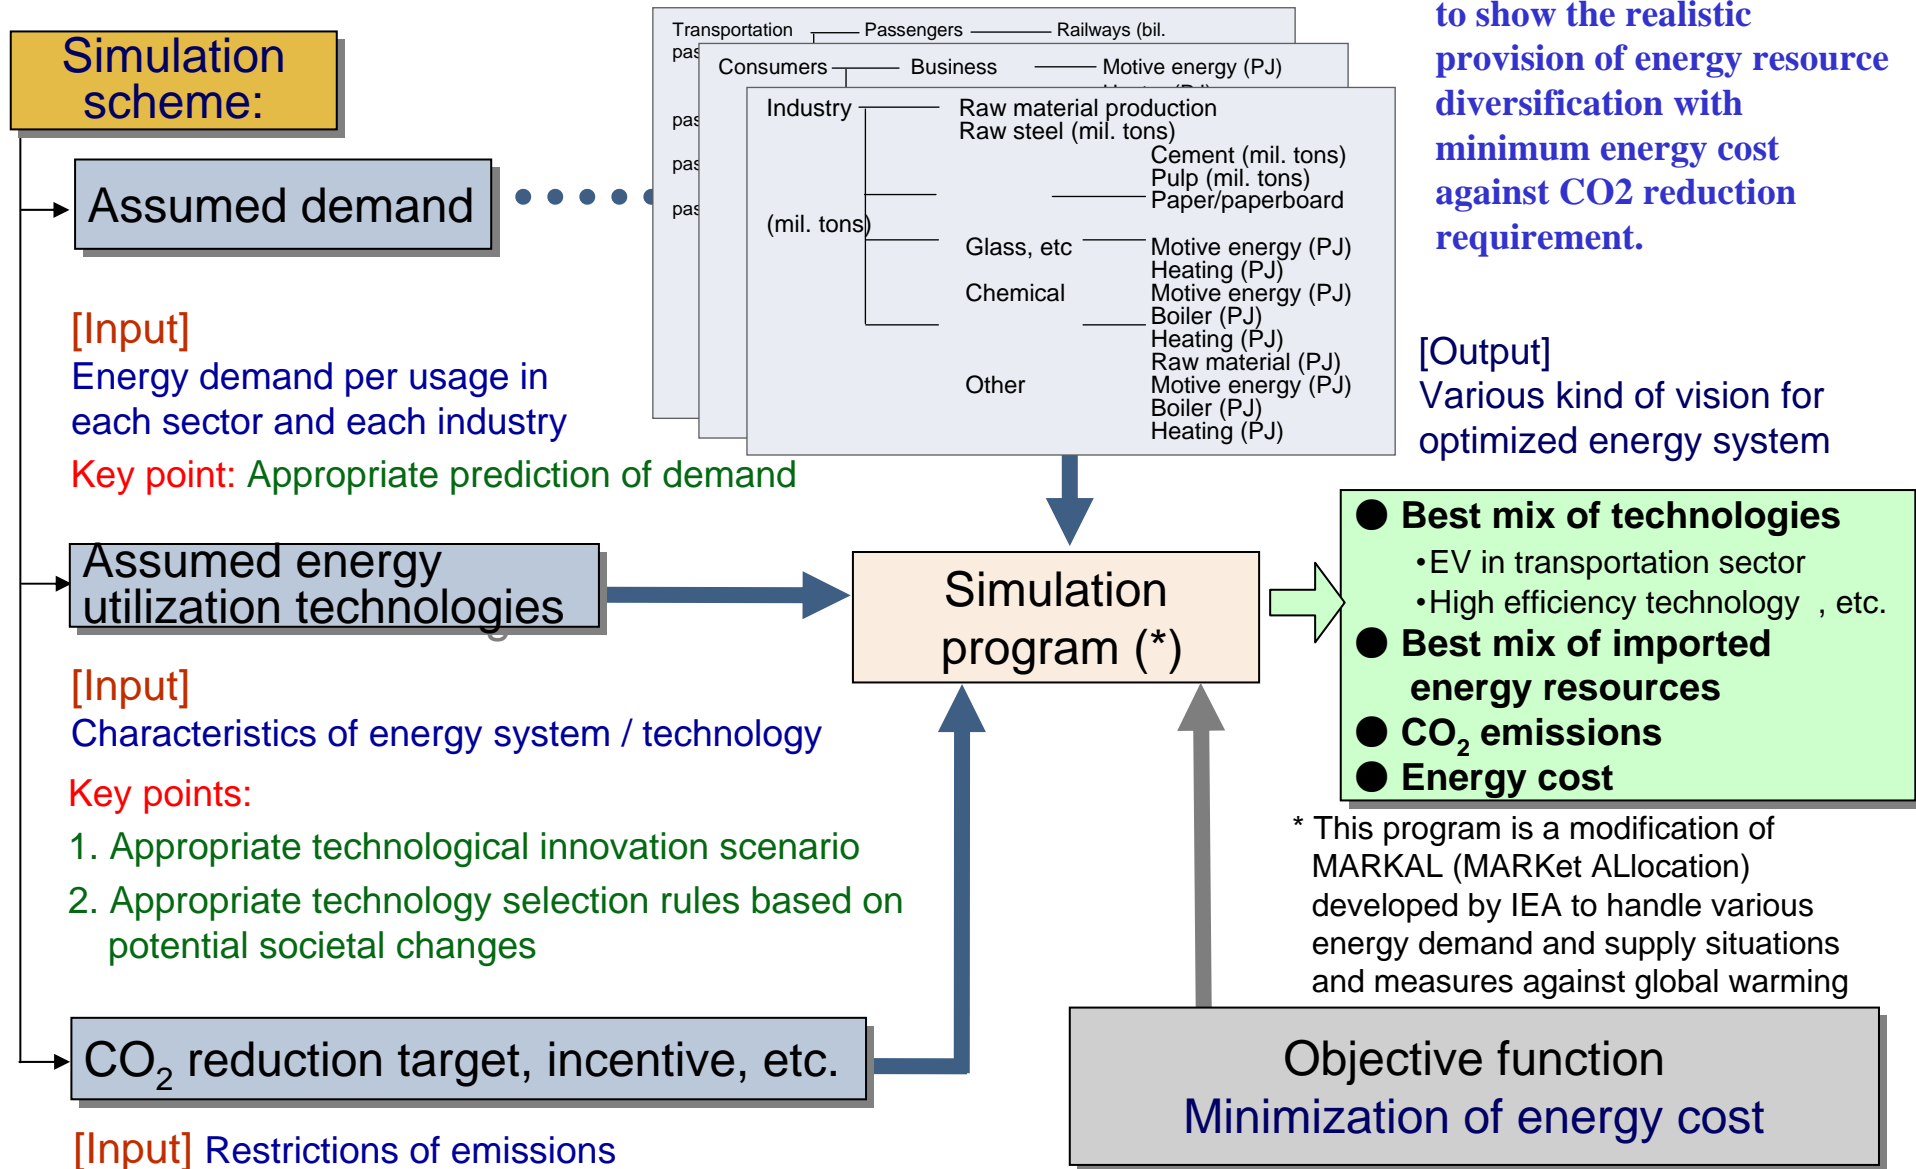 Simulation
scheme:
Transportation Passengers Railways (bil.
pas
pas
pas
pas
Consumers Business Motive energy (PJ)
Industry Raw material production
Raw steel (mil. tons)
Cement (mil. tons)
Pulp (mil. tons)
Paper/paperboard
(mil. tons)
Glass, etc Motive energy (PJ)
Heating (PJ)
Chemical Motive energy (PJ)
Boiler (PJ)
Heating (PJ)
Raw material (PJ)
Other Motive energy (PJ)
Boiler (PJ)
Heating (PJ)
to show the realistic
provision of energy resource
diversification with
minimum energy cost
against CO2 reduction
requirement.
Assumed demand
[Input]
Energy demand per usage in
each sector and each industry
Key point: Appropriate prediction of demand
[Output]
Various kind of vision for
optimized energy system
Assumed energy
utilization technologies
Simulation
program (*)
● Best mix of technologies
・EV in transportation sector
・High efficiency technology , etc.
● Best mix of imported
energy resources
● CO₂ emissions
● Energy cost
[Input]
Characteristics of energy system / technology
Key points:
1. Appropriate technological innovation scenario
2. Appropriate technology selection rules based on
potential societal changes
* This program is a modification of
MARKAL (MARKet ALlocation)
developed by IEA to handle various
energy demand and supply situations
and measures against global warming
CO₂ reduction target, incentive, etc.
[Input] Restrictions of emissions
Objective function
Minimization of energy cost